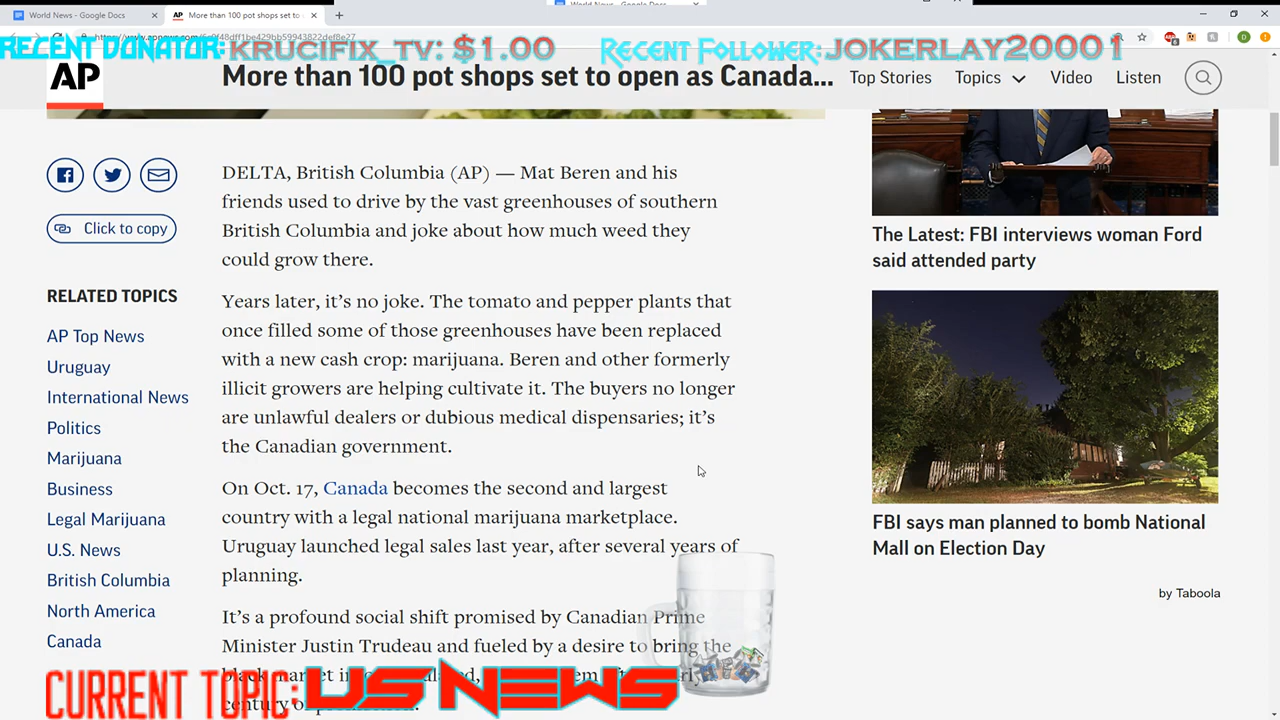 World News - Google Docs
AP More than 100 pot shops set to
RECENT DONATOR: KRUCIFIX_TV: $1.00 RECENT FOLLOWER: JOKERLAY20001
AP
More than 100 pot shops set to open as Canada...
Top Stories Topics Video Listen
Click to copy
RELATED TOPICS
AP Top News
Uruguay
International News
Politics
Marijuana
Business
Legal Marijuana
U.S. News
British Columbia
North America
Canada
DELTA, British Columbia (AP) — Mat Beren and his
friends used to drive by the vast greenhouses of southern
British Columbia and joke about how much weed they
could grow there.
Years later, it's no joke. The tomato and pepper plants that
once filled some of those greenhouses have been replaced
with a new cash crop: marijuana. Beren and other formerly
illicit growers are helping cultivate it. The buyers no longer
are unlawful dealers or dubious medical dispensaries; it's
the Canadian government.
On Oct. 17, Canada becomes the second and largest
country with a legal national marijuana marketplace.
Uruguay launched legal sales last year, after several years of
planning.
It's a profound social shift promised by Canadian Prime
Minister Justin Trudeau and fueled by a desire to bring the
The Latest: FBI interviews woman Ford
said attended party
FBI says man planned to bomb National
Mall on Election Day
by Taboola
CURRENT TOPIC: US NEWS